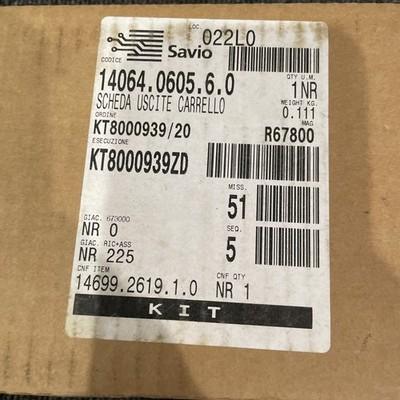 LOC.
022L0
Savio
CODICE
14064.0605.6.0
QTY U.M.
1NR
SCHEDA USCITE CARRELLO
WEIGHT KG.
0.111
ORDINE
MAG
KT8000939/20
R67800
ESECUZIONE
KT8000939ZD
MISS.
51
GIAC. 673000
SEQ.
NR 0
5
GIAC. RIC+ASS
NR 225
CNF ITEM
CNF QTY
14699.2619.1.0
NR 1
KIT